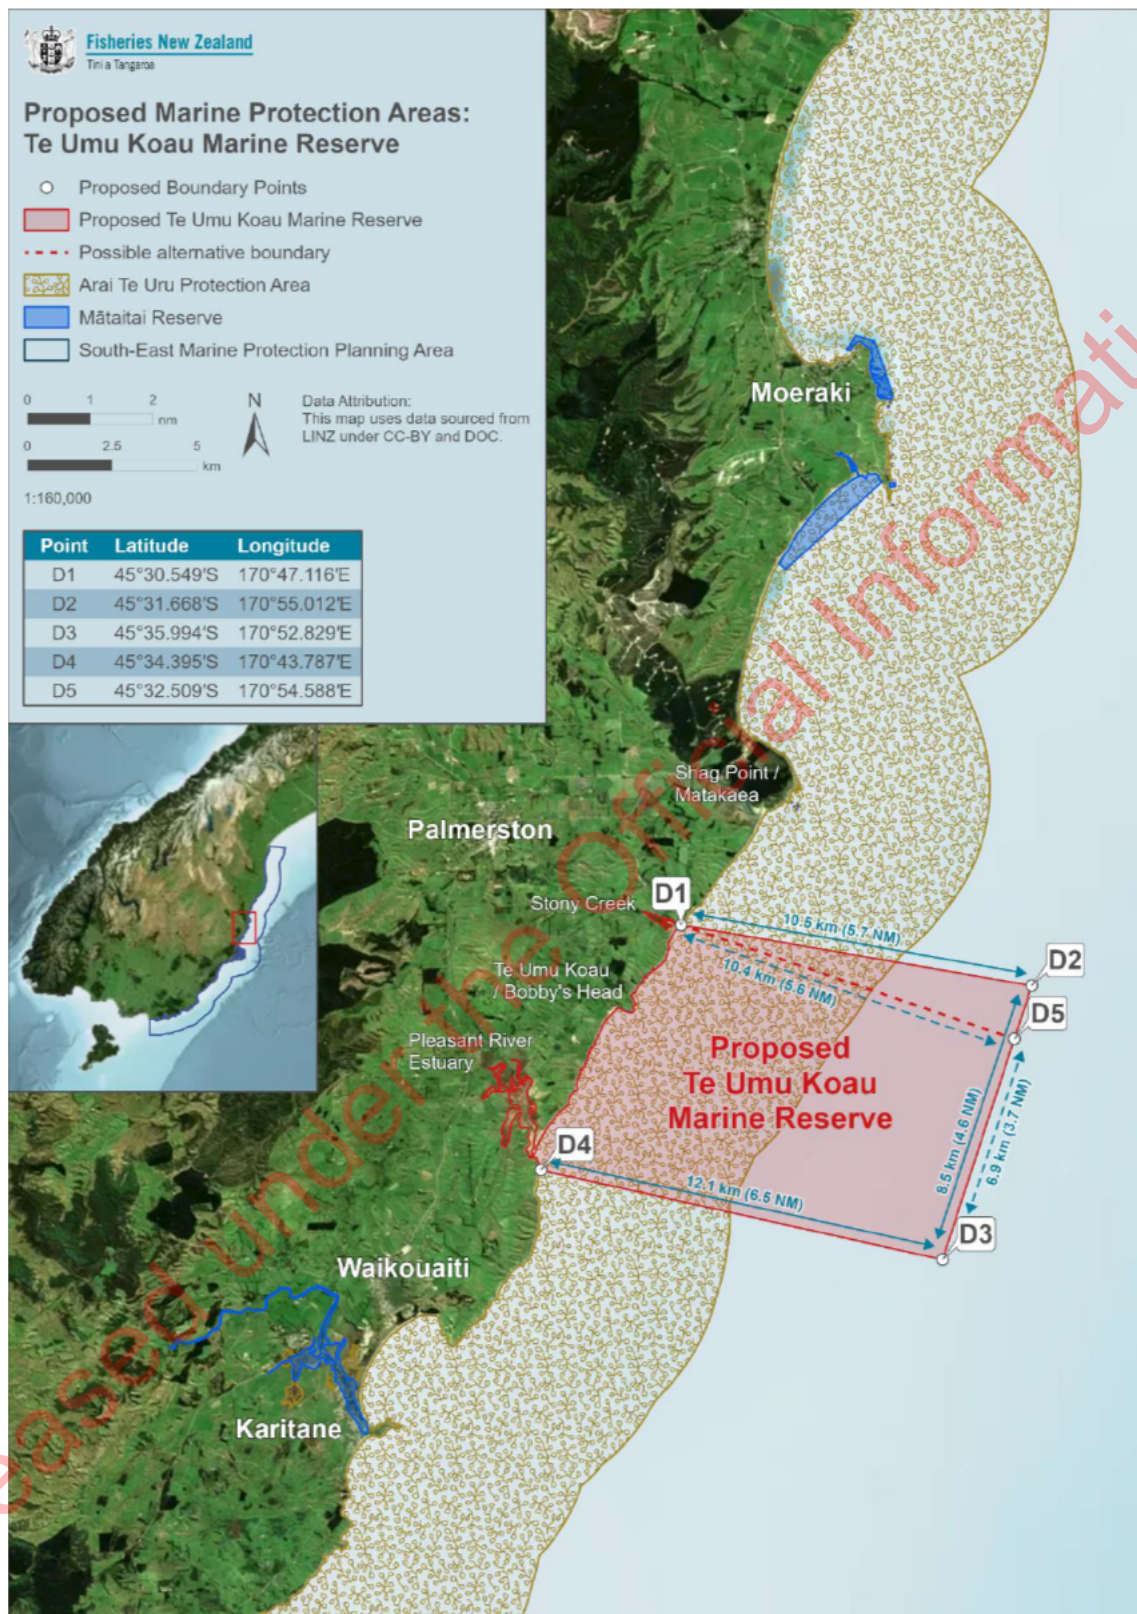 Fisheries New Zealand
Tini a Tangaroa
Proposed Marine Protection Areas:
Te Umu Koau Marine Reserve
Proposed Boundary Points
Proposed Te Umu Koau Marine Reserve
Possible alternative boundary
Arai Te Uru Protection Area
Mātaitai Reserve
South-East Marine Protection Planning Area
0 1 2
nm
0 2.5 5
km
N
Data Attribution:
This map uses data sourced from
LINZ under CC-BY and DOC.
1:160,000
Point Latitude Longitude
D1 45°30.549'S 170°47.116'E
D2 45°31.668'S 170°55.012'E
D3 45°35.994'S 170°52.829'E
D4 45°34.395'S 170°43.787'E
D5 45°32.509'S 170°54.588'E
Moeraki
Shag Point /
Matakaea
Palmerston
Stony Creek
D1
10.5 km (5.7 NM)
D2
10.4 km (5.6 NM)
D5
Te Umu Koau
/ Bobby's Head
Pleasant River
Estuary
Proposed
Te Umu Koau
Marine Reserve
8.5 km (4.6 NM)
6.9 km (3.7 NM)
D4
12.1 km (6.5 NM)
D3
Waikouaiti
Karitane
eased under the Official Informati